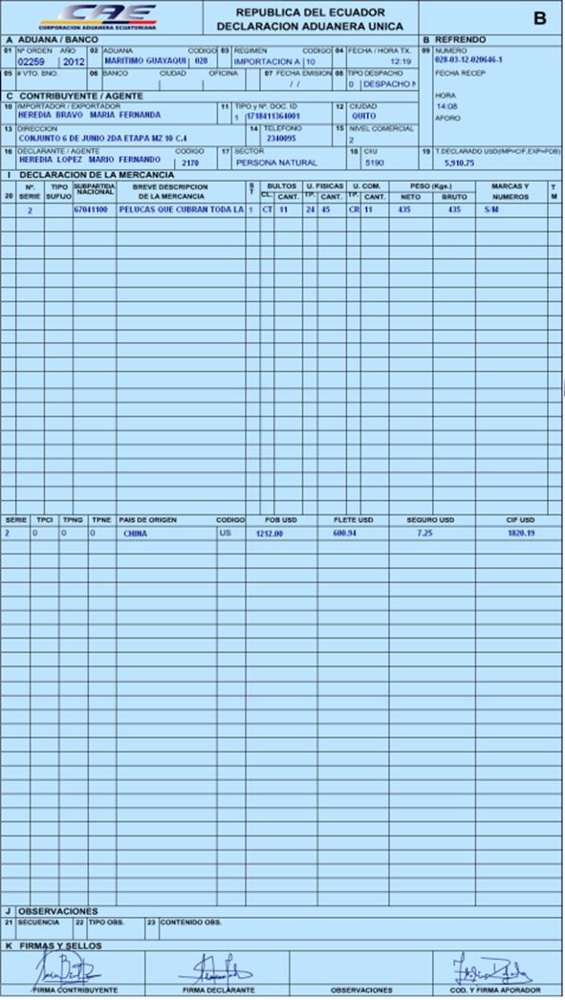 CAE
CORPORACION ADUANERA ECUATORIANA
REPUBLICA DEL ECUADOR
DECLARACION ADUANERA UNICA
B
A ADUANA / BANCO
B REFRENDO
01 Nº ORDEN AÑO 02 ADUANA CODIGO 03 REGIMEN CODIGO 04 FECHA / HORA TX. 09 NUMERO
02259 2012 MARITIMO GUAYAQUI 028 IMPORTACION A 10 12:19 028-03-12-020646-1
05 # VTO. BNO. 06 BANCO CIUDAD OFICINA 07 FECHA EMISION 08 TIPO DESPACHO FECHA RECEP
/ / 0 DESPACHO N
C CONTRIBUYENTE / AGENTE
HORA
10 IMPORTADOR / EXPORTADOR 11 TIPO y Nº. DOC. ID 12 CIUDAD 14:08
HEREDIA BRAVO MARIA FERNANDA 1 1718411364001 QUITO AFORO
13 DIRECCION 14 TELEFONO 15 NIVEL COMERCIAL
CONJUNTO 6 DE JUNIO 2DA ETAPA MZ 10 C.4 2340095 2
16 DECLARANTE / AGENTE CODIGO 17 SECTOR 18 CIU 19 T.DECLARADO USD(IMP=CIF,EXP=FOB)
HEREDIA LOPEZ MARIO FERNANDO 2170 PERSONA NATURAL 5190 5,910.75
I DECLARACION DE LA MERCANCIA
20 Nº. SERIE TIPO SUFIJO SUBPARTIDA NACIONAL BREVE DESCRIPCION DE LA MERCANCIA S T BULTOS U. FISICAS U. COM. PESO (Kgs.) MARCAS Y NUMEROS T M
CL. CANT. TP. CANT. TP. CANT. NETO BRUTO
2 67041100 PELUCAS QUE CUBRAN TODA LA 1 CT 11 24 45 CR 11 435 435 S/M
SERIE TPCI TPNG TPNE PAIS DE ORIGEN CODIGO FOB USD FLETE USD SEGURO USD CIF USD
2 0 0 0 CHINA US 1212.00 600.94 7.25 1820.19
J OBSERVACIONES
21 SECUENCIA 22 TIPO OBS. 23 CONTENIDO OBS.
K FIRMAS Y SELLOS
FIRMA CONTRIBUYENTE FIRMA DECLARANTE OBSERVACIONES COD. Y FIRMA AFORADOR